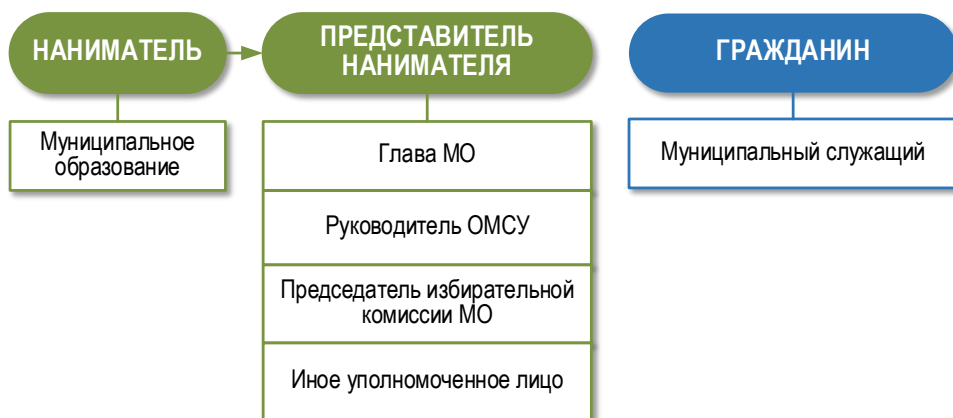 НАНИМАТЕЛЬ
Муниципальное
образование
ПРЕДСТАВИТЕЛЬ
НАНИМАТЕЛЯ
Глава МО
Руководитель ОМСУ
Председатель избирательной
комиссии МО
Иное уполномоченное лицо
ГРАЖДАНИН
Муниципальный служащий